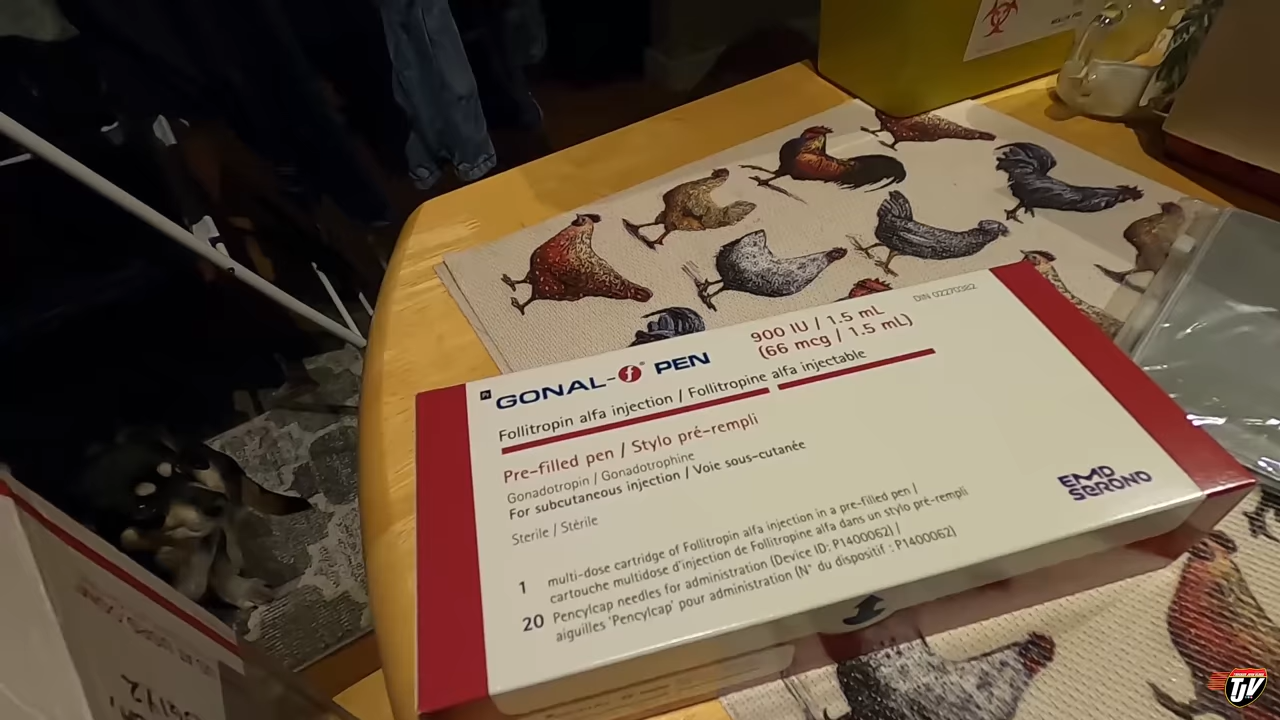 DIN 02270382
GONAL-f® PEN
900 IU / 1.5 mL
(66 mcg / 1.5 mL)
Follitropin alfa injection / Follitropine alfa injectable
Pre-filled pen / Stylo pré-rempli
Gonadotropin / Gonadotrophine
For subcutaneous injection / Voie sous-cutanée
Sterile / Stérile
1 multi-dose cartridge of Follitropin alfa injection in a pre-filled pen /
cartouche multidose d'injection de Follitropine alfa dans un stylo pré-rempli
20 Pencylcap needles for administration (Device ID: P1400062) /
aiguilles 'Pencylcap' pour administration (N° du dispositif : P1400062)
EMD
SERONO
TJV